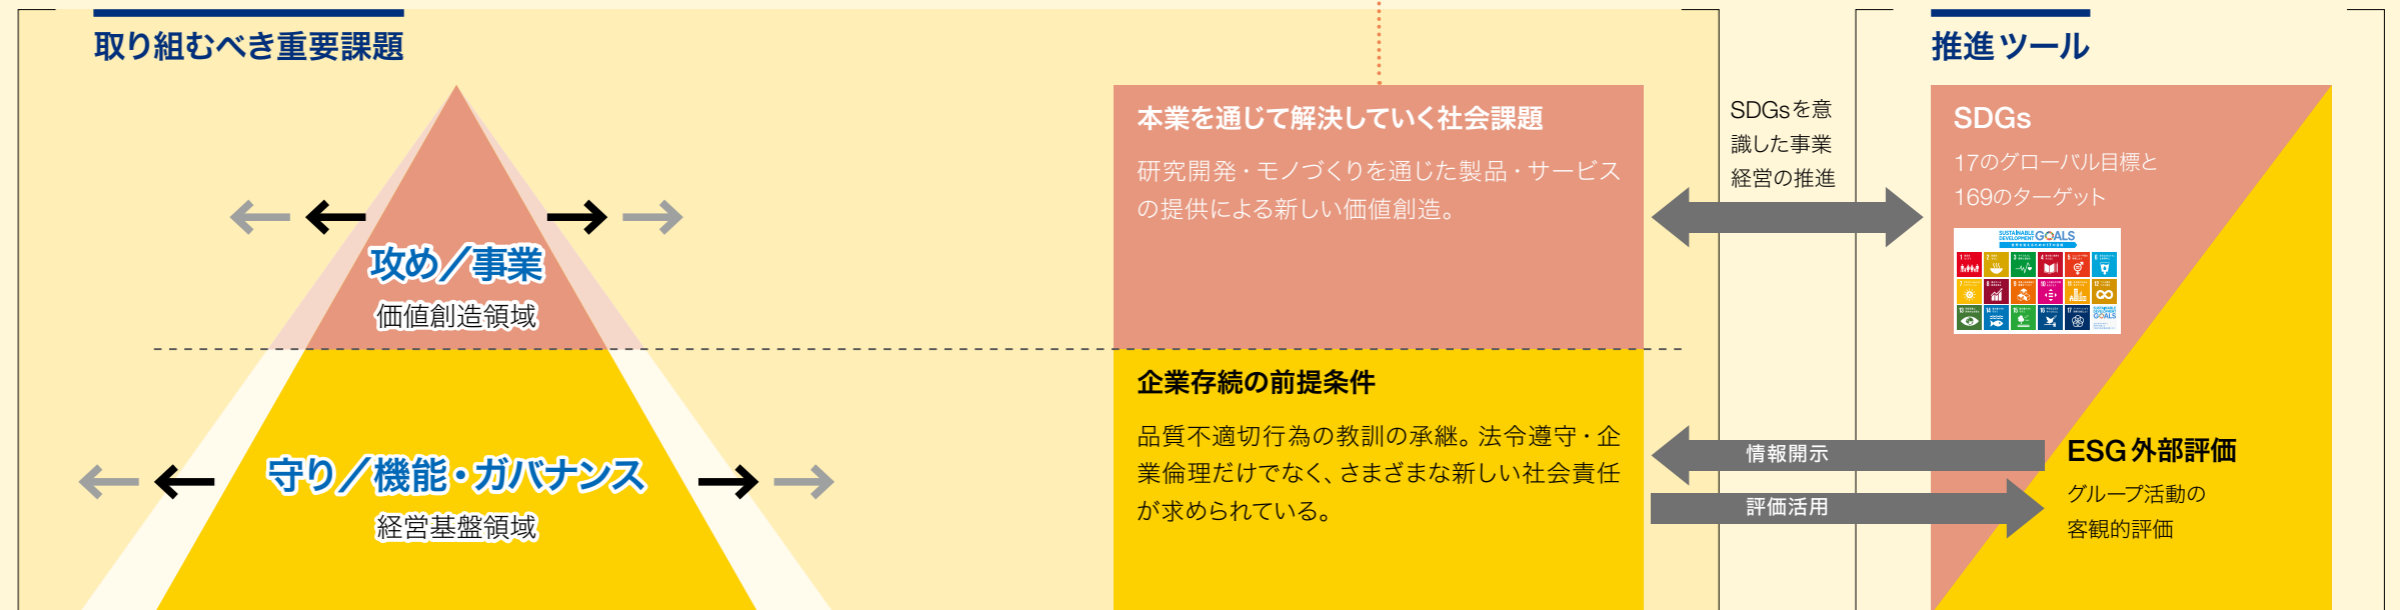 取り組むべき重要課題
攻め／事業
価値創造領域
守り／機能・ガバナンス
経営基盤領域
本業を通じて解決していく社会課題
研究開発・モノづくりを通じた製品・サービス
の提供による新しい価値創造。
企業存続の前提条件
品質不適切行為の教訓の承継。法令遵守・企
業倫理だけでなく、さまざまな新しい社会責任
が求められている。
SDGsを意
識した事業
経営の推進
情報開示
評価活用
推進ツール
SDGs
17のグローバル目標と
169のターゲット
SUSTAINABLE
DEVELOPMENT GOALS
ESG 外部評価
グループ活動の
客観的評価